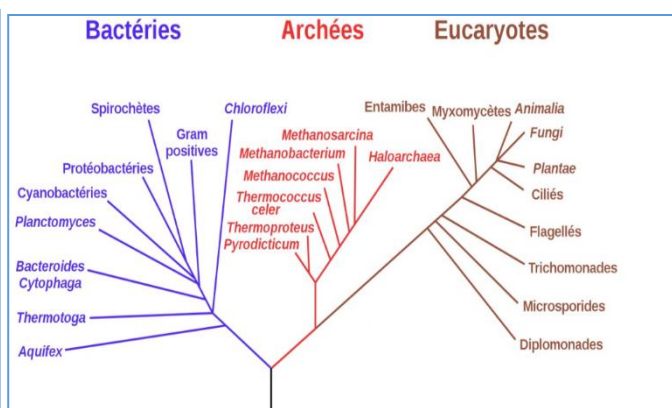 Bactéries
Archées
Eucaryotes
Spirochètes
Chloroflexi
Gram
positives
Protéobactéries
Cyanobactéries
Planctomyces
Bacteroides
Cytophaga
Thermotoga
Aquifex
Methanosarcina
Methanobacterium
Haloarchaea
Methanococcus
Thermococcus
celer
Thermoproteus
Pyrodicticum
Entamibes
Myxomycètes
Animalia
Fungi
Plantae
Ciliés
Flagellés
Trichomonades
Microsporides
Diplomonades